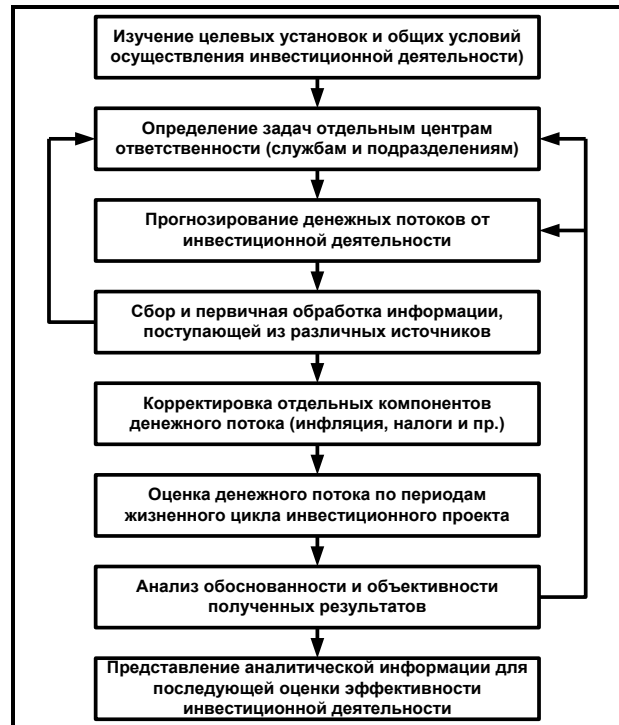 Изучение целевых установок и общих условий
осуществления инвестиционной деятельности)
Определение задач отдельным центрам
ответственности (службам и подразделениям)
Прогнозирование денежных потоков от
инвестиционной деятельности
Сбор и первичная обработка информации,
поступающей из различных источников
Корректировка отдельных компонентов
денежного потока (инфляция, налоги и пр.)
Оценка денежного потока по периодам
жизненного цикла инвестиционного проекта
Анализ обоснованности и объективности
полученных результатов
Представление аналитической информации для
последующей оценки эффективности
инвестиционной деятельности